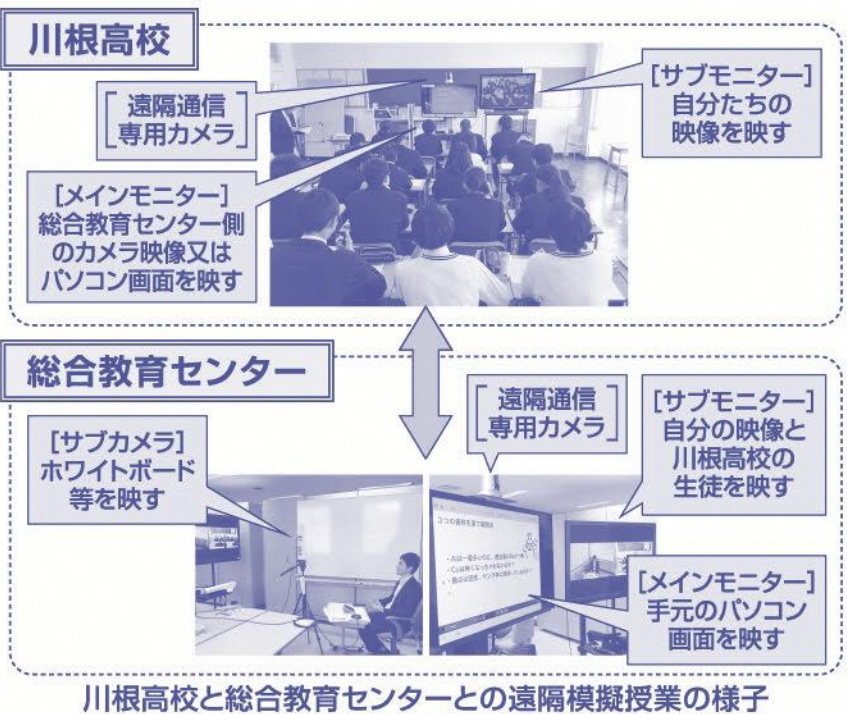 川根高校
[遠隔通信
専用カメラ]
[サブモニター]
自分たちの
映像を映す
[メインモニター]
総合教育センター側
のカメラ映像又は
パソコン画面を映す
総合教育センター
[サブカメラ]
ホワイトボード
等を映す
[遠隔通信
専用カメラ]
[サブモニター]
自分の映像と
川根高校の
生徒を映す
[メインモニター]
手元のパソコン
画面を映す
川根高校と総合教育センターとの遠隔模擬授業の様子